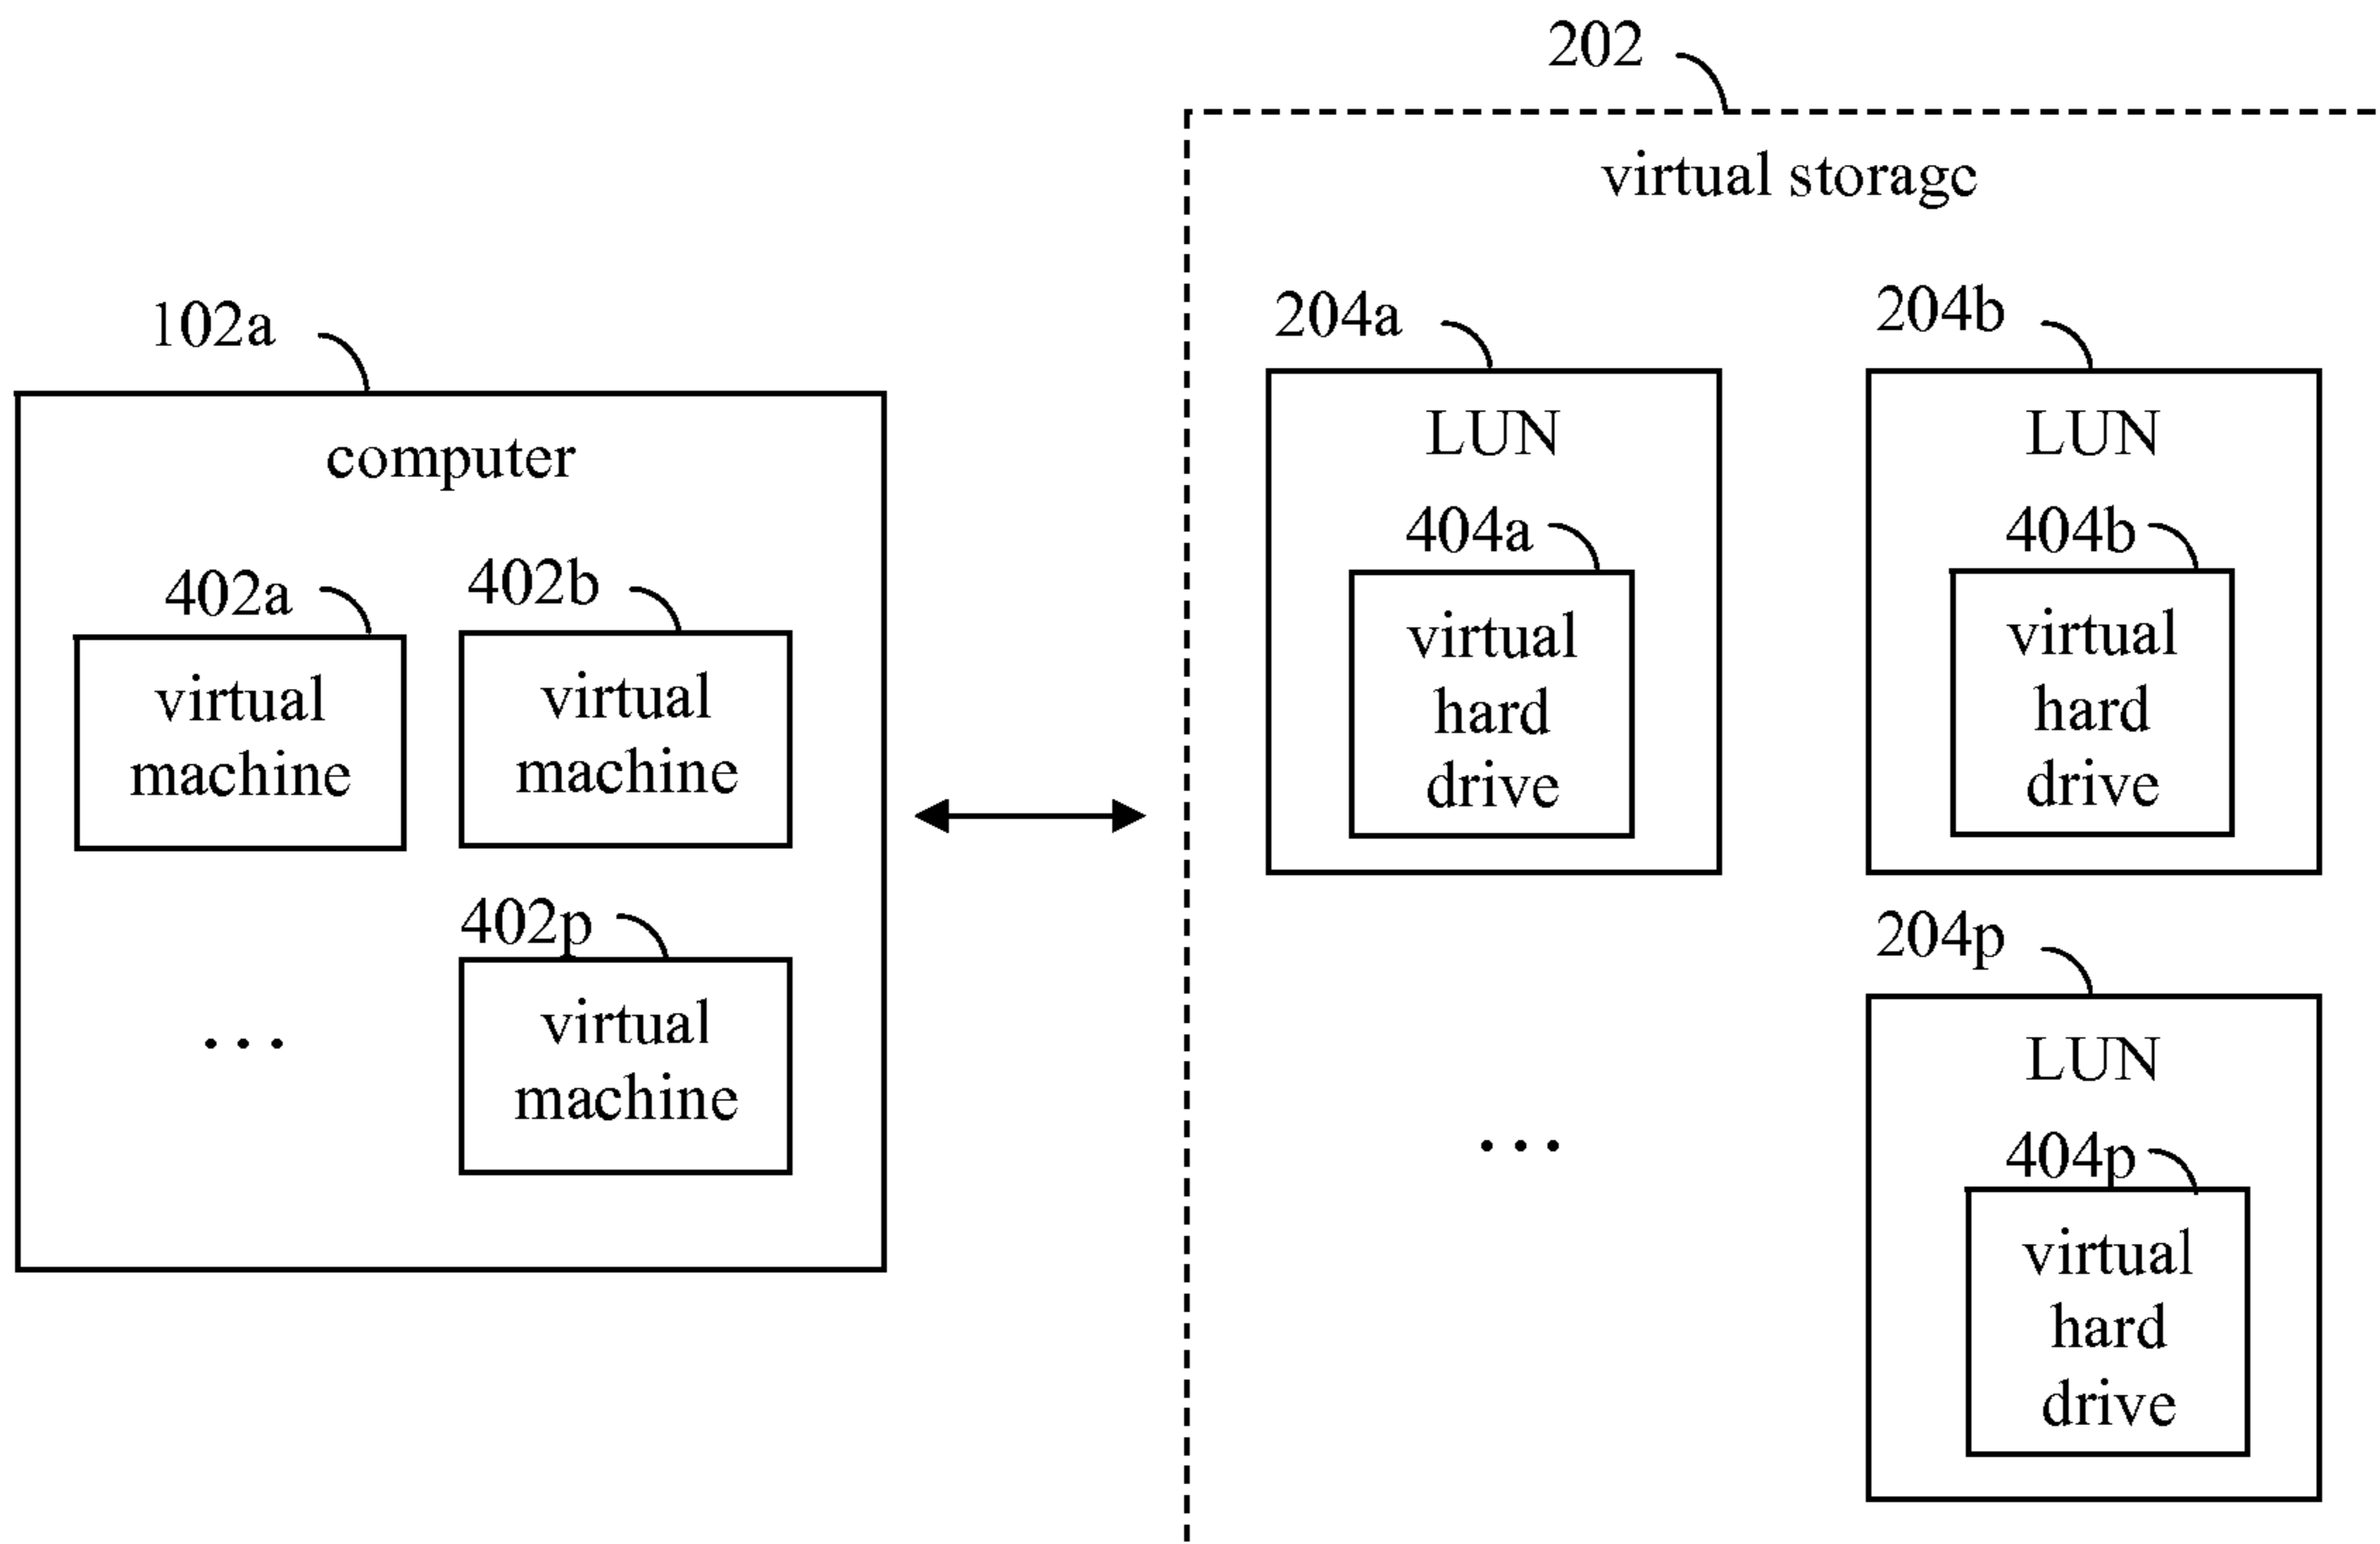 202
virtual storage
102a
computer
402a
402b
virtual
machine
virtual
machine
402p
...
virtual
machine
204a
LUN
404a
virtual
hard
drive
204b
LUN
404b
virtual
hard
drive
...
204p
LUN
404p
virtual
hard
drive